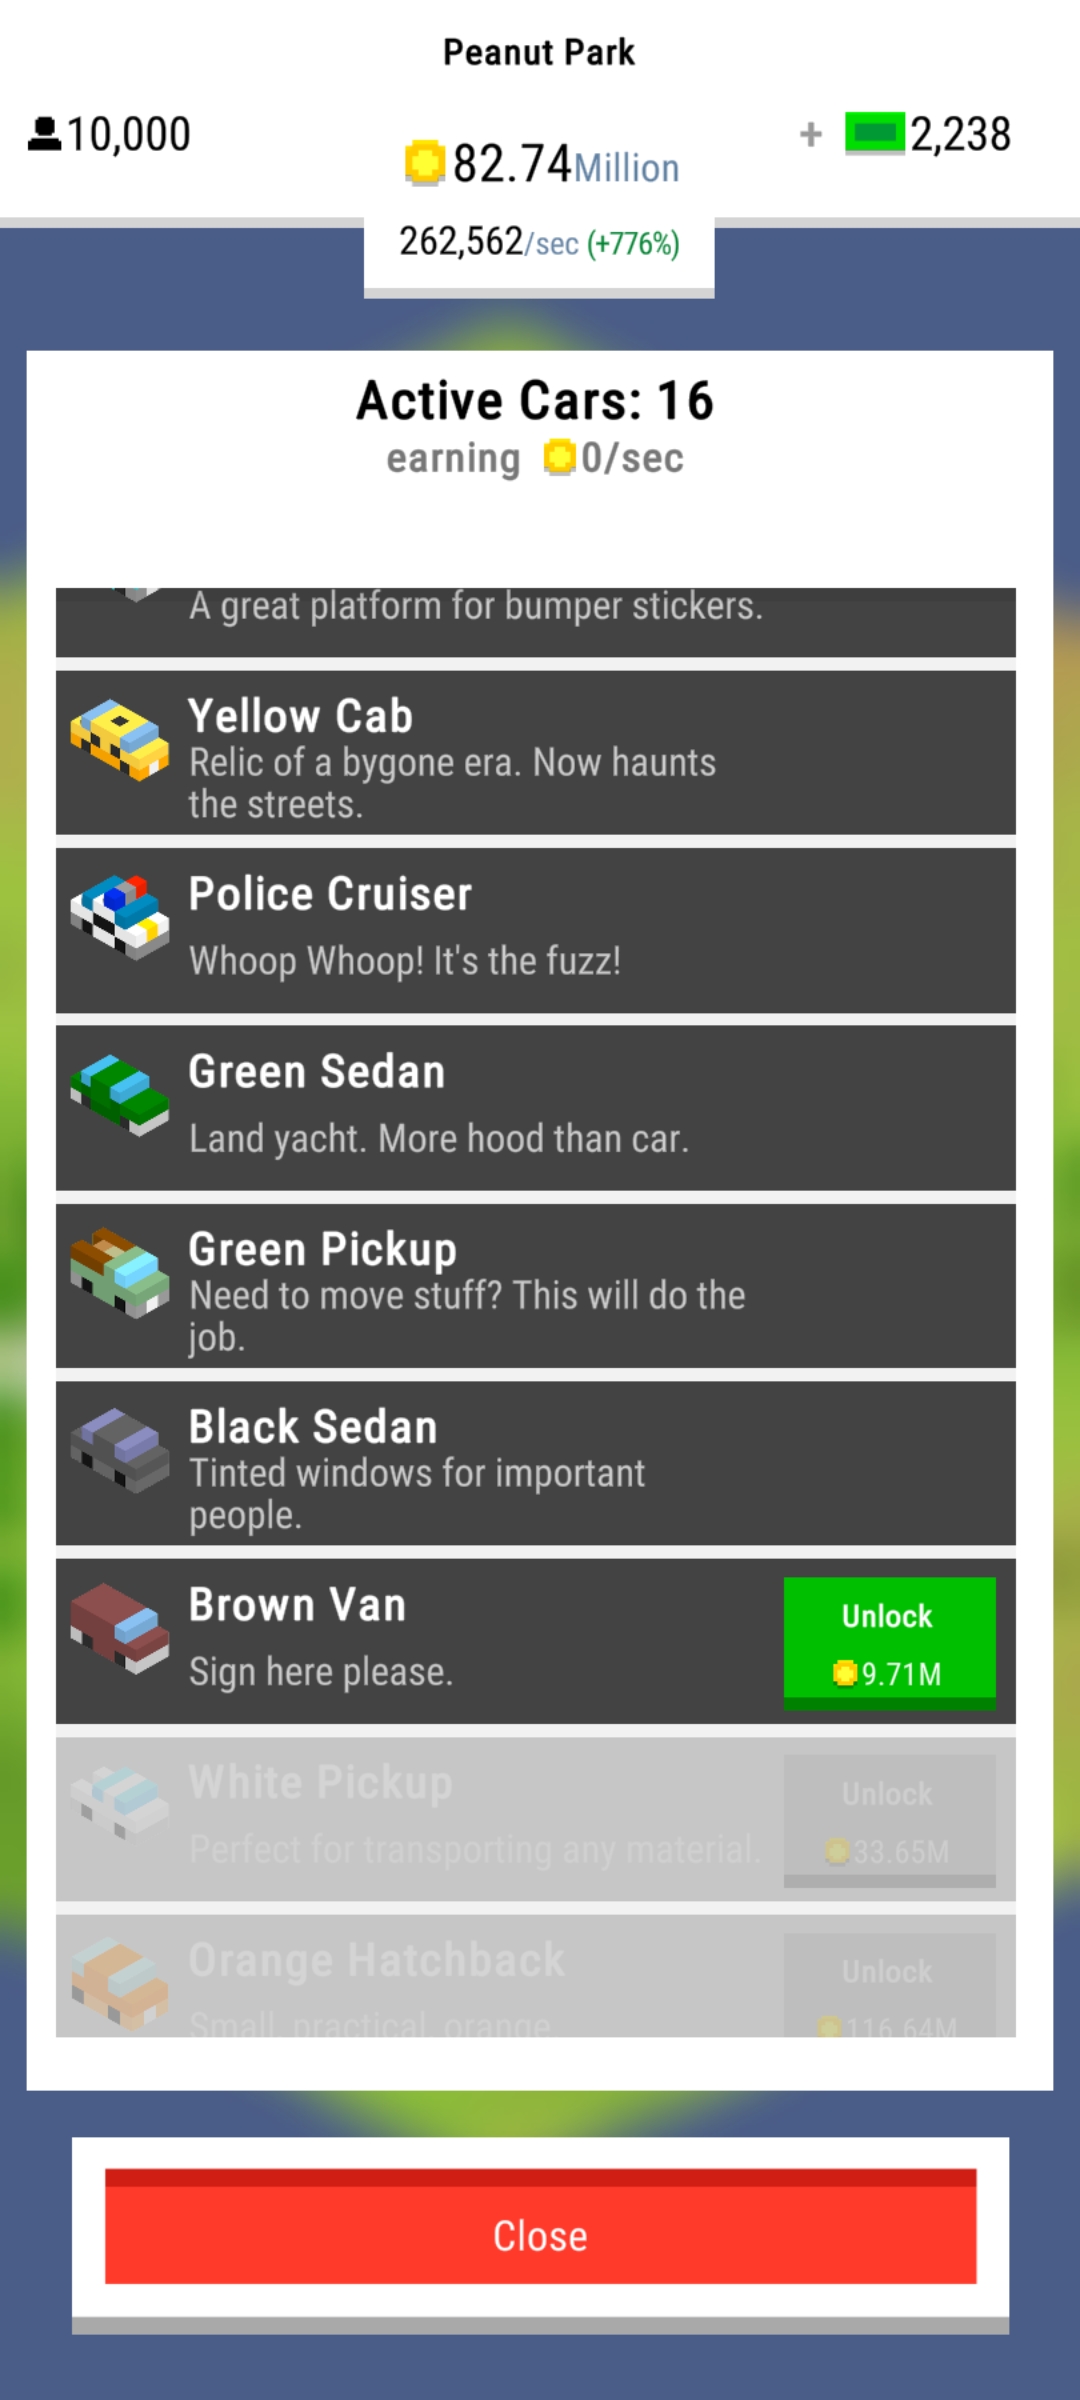 Peanut Park
10,000
82.74Million
+ 2,238
262,562/sec (+776%)
Active Cars: 16
earning 0/sec
A great platform for bumper stickers.
Yellow Cab
Relic of a bygone era. Now haunts
the streets.
Police Cruiser
Whoop Whoop! It's the fuzz!
Green Sedan
Land yacht. More hood than car.
Green Pickup
Need to move stuff? This will do the
job.
Black Sedan
Tinted windows for important
people.
Brown Van
Sign here please.
Unlock
9.71M
White Pickup
Perfect for transporting any material.
Unlock
33.65M
Orange Hatchback
Small, practical, orange
Unlock
116.64M
Close